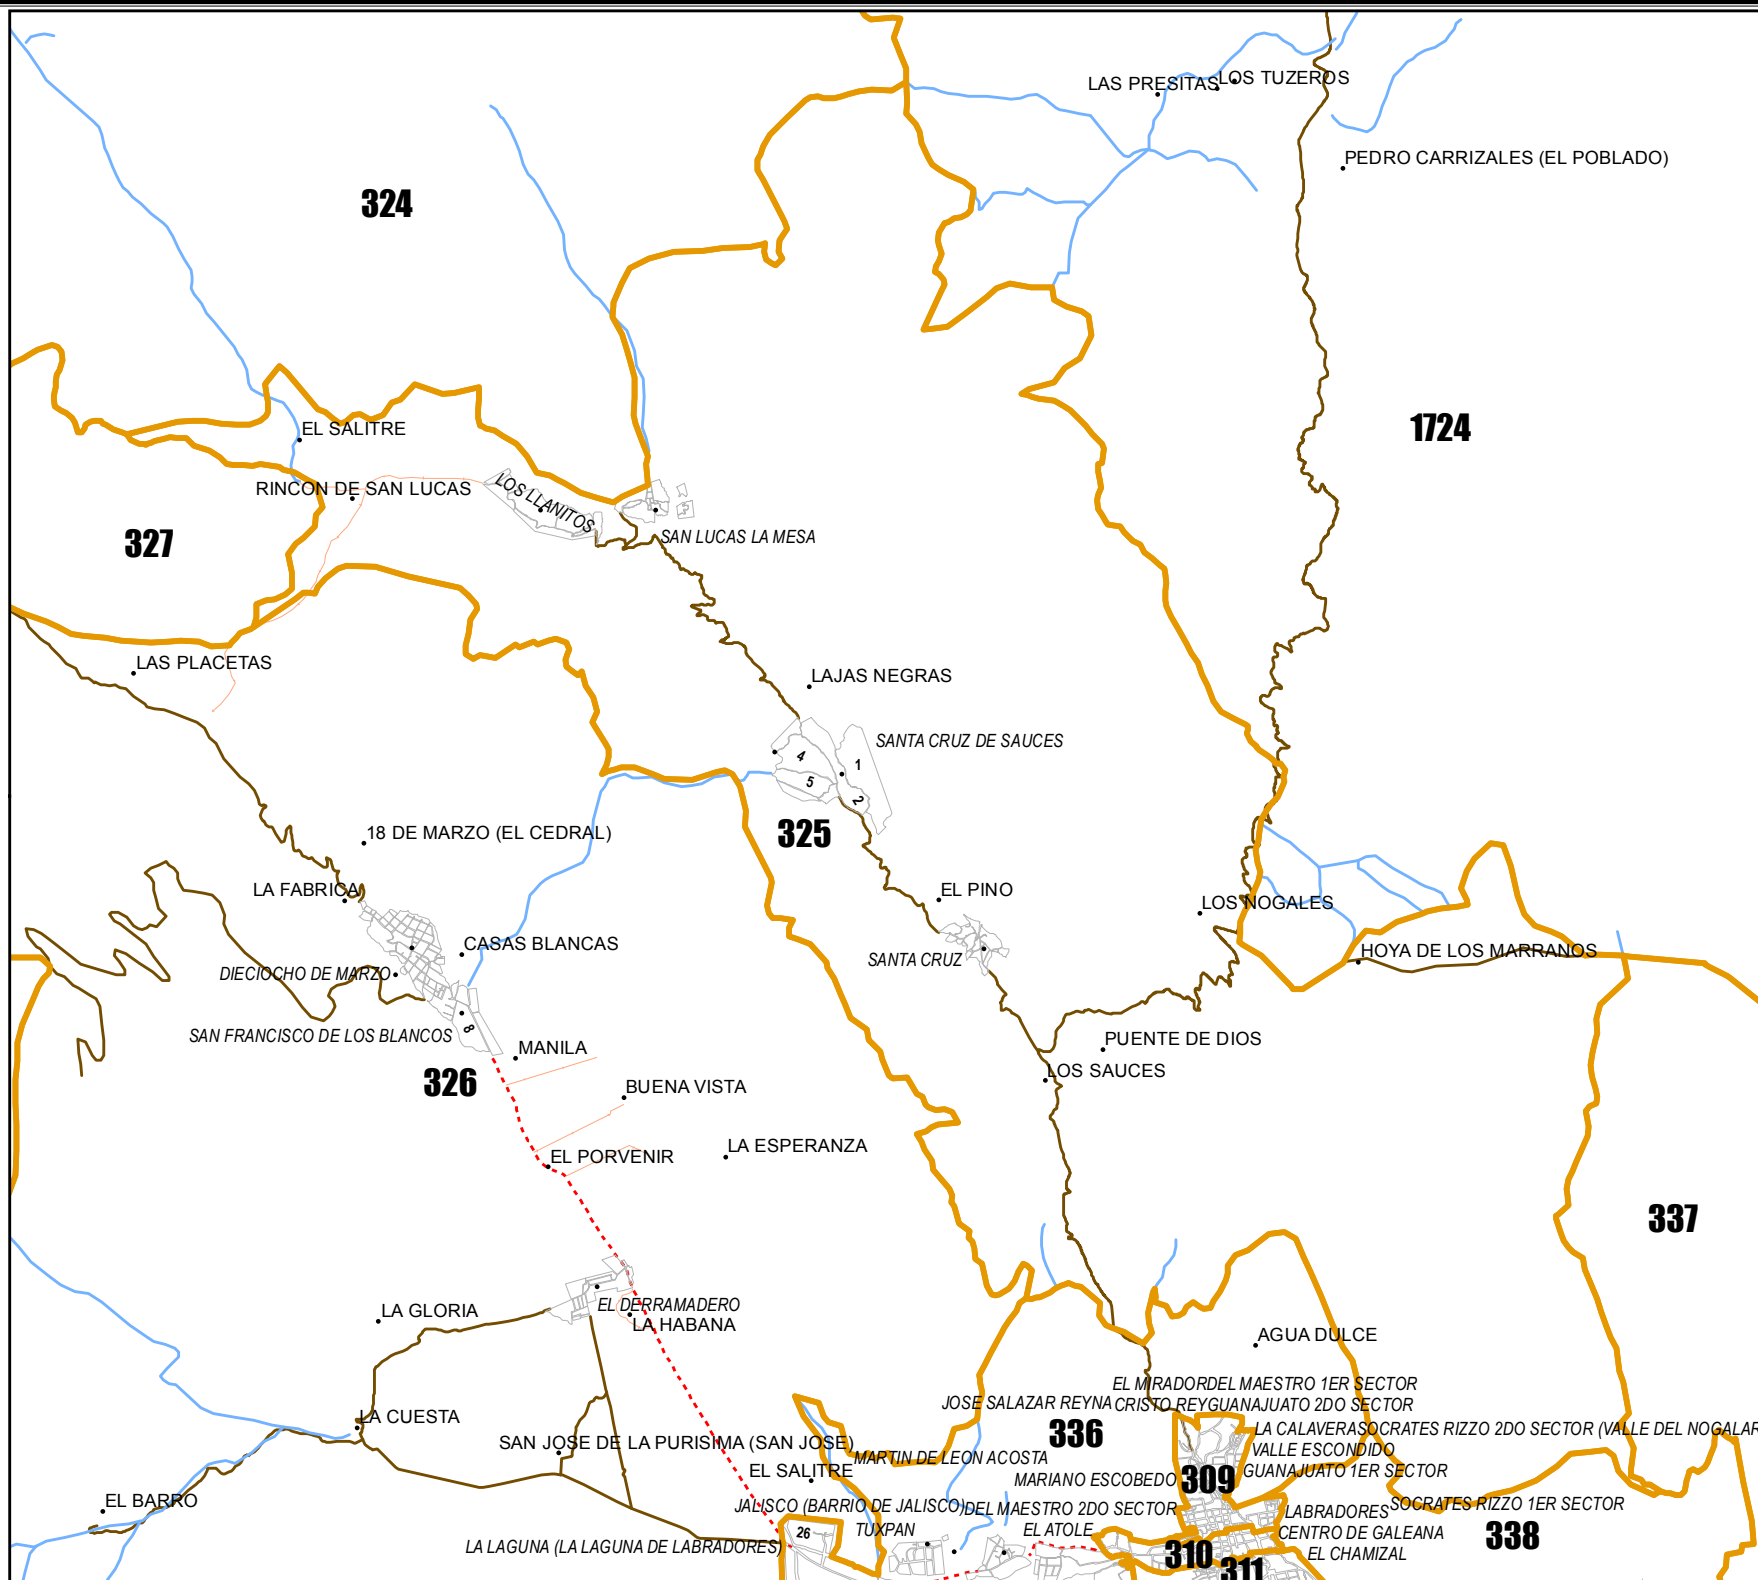 LAS PRESITAS
LOS TUZEROS
PEDRO CARRIZALES (EL POBLADO)
324
1724
EL SALITRE
RINCON DE SAN LUCAS
LOS LLANITOS
SAN LUCAS LA MESA
327
LAS PLACETAS
LAJAS NEGRAS
SANTA CRUZ DE SAUCES
4
1
5
2
325
18 DE MARZO (EL CEDRAL)
LA FABRICA
EL PINO
LOS NOGALES
CASAS BLANCAS
HOYA DE LOS MARRANOS
SANTA CRUZ
DIECIOCHO DE MARZO
SAN FRANCISCO DE LOS BLANCOS
8
MANILA
PUENTE DE DIOS
LOS SAUCES
326
BUENA VISTA
LA ESPERANZA
EL PORVENIR
337
EL DERRAMADERO
LA GLORIA
LA HABANA
AGUA DULCE
EL MIRADOR
DEL MAESTRO 1ER SECTOR
JOSE SALAZAR REYNA
CRISTO REY
GUANAJUATO 2DO SECTOR
LA CUESTA
336
LA CALAVERA
SOCRATES RIZZO 2DO SECTOR (VALLE DEL NOGALAR
SAN JOSE DE LA PURISIMA (SAN JOSE)
MARTIN DE LEON ACOSTA
VALLE ESCONDIDO
EL SALITRE
MARIANO ESCOBEDO
309
GUANAJUATO 1ER SECTOR
EL BARRO
JALISCO (BARRIO DE JALISCO)
DEL MAESTRO 2DO SECTOR
LABRADORES
SOCRATES RIZZO 1ER SECTOR
26
TUXPAN
EL ATOLE
CENTRO DE GALEANA
338
LA LAGUNA (LA LAGUNA DE LABRADORES)
310
EL CHAMIZAL
311